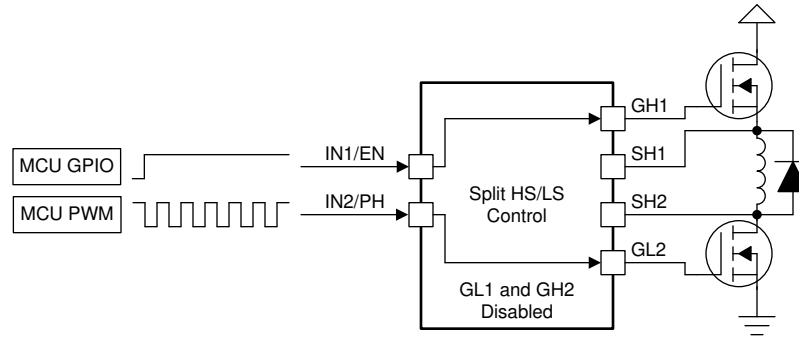 GH1
IN1/EN
MCU GPIO
SH1
IN2/PH
MCU PWM
Split HS/LS
Control
SH2
GL2
GL1 and GH2
Disabled